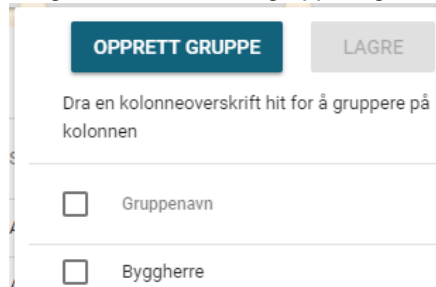 OPPRETT GRUPPE
LAGRE
Dra en kolonneoverskrift hit for å gruppere på
kolonnen
Gruppenavn
Byggherre